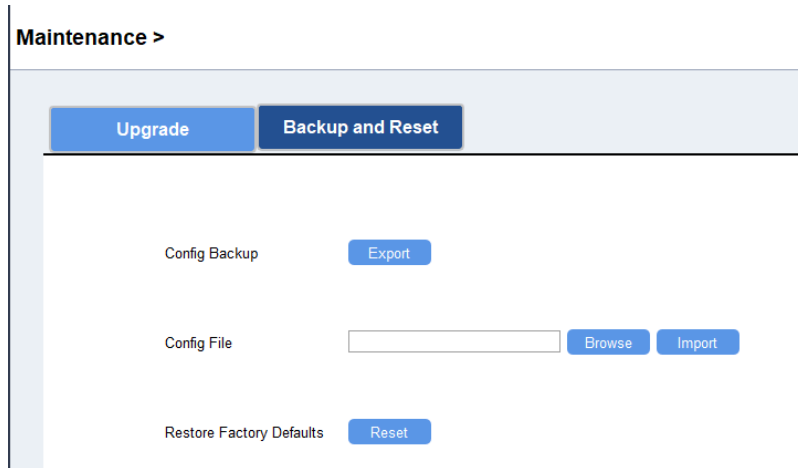 Maintenance >
Upgrade Backup and Reset
Config Backup Export
Config File Browse Import
Restore Factory Defaults Reset